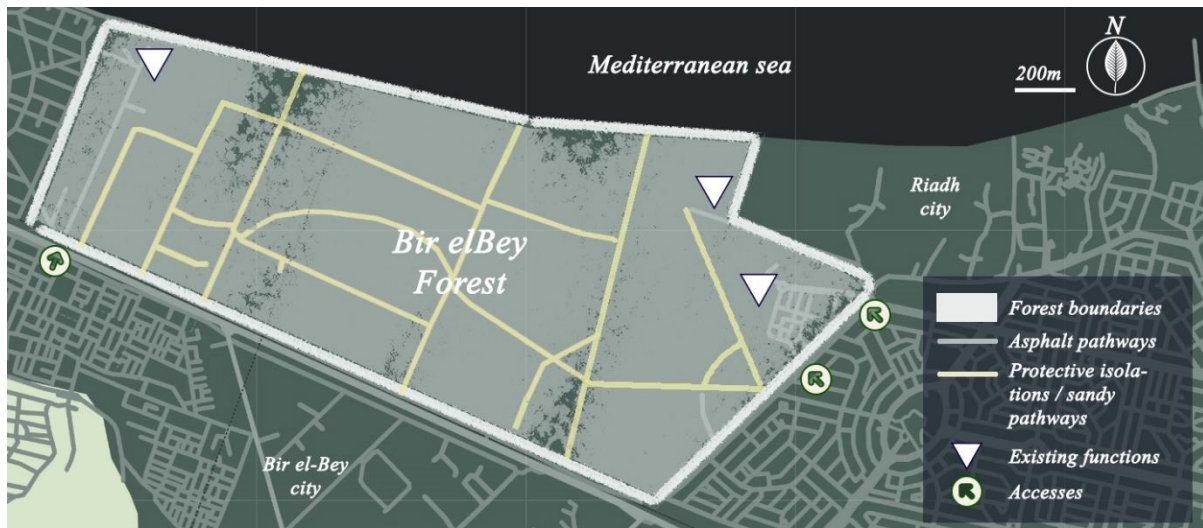 Mediterranean sea
N
200m
Riadh
city
Bir elBey
Forest
Bir el-Bey
city
Forest boundaries
Asphalt pathways
Protective isola-
tions / sandy
pathways
Existing functions
Accesses